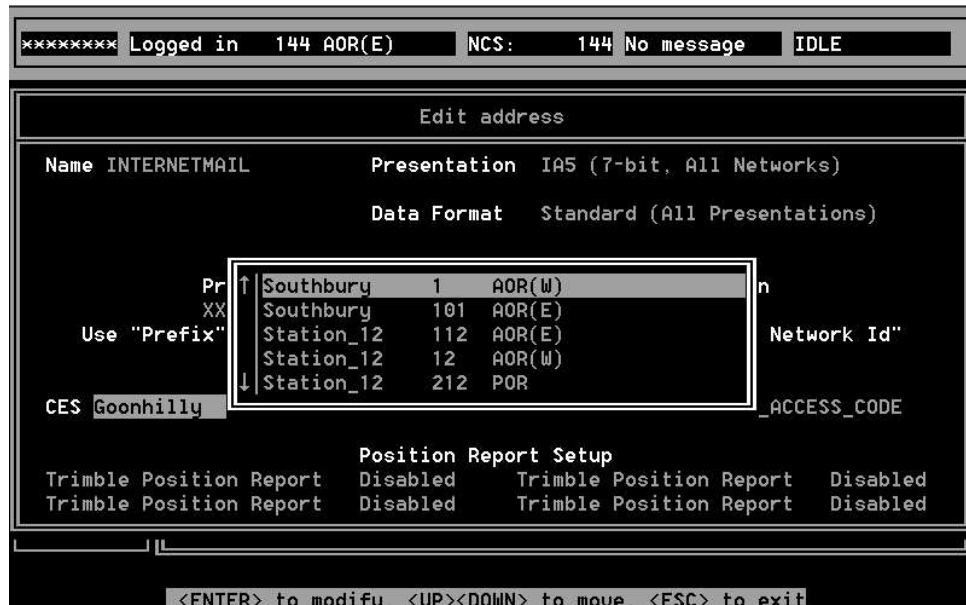 ******** Logged in 144 AOR(E) NCS: 144 No message IDLE
Edit address
Name INTERNETMAIL Presentation IA5 (7-bit, All Networks)
Data Format Standard (All Presentations)
Pr ↑ Southbury 1 AOR(W) n
XX Southbury 101 AOR(E)
Use "Prefix" Station_12 112 AOR(E) Network Id"
Station_12 12 AOR(W)
↓ Station_12 212 POR
CES Goonhilly _ACCESS_CODE
Position Report Setup
Trimble Position Report Disabled Trimble Position Report Disabled
Trimble Position Report Disabled Trimble Position Report Disabled
<ENTER> to modify, <UP><DOWN> to move, <ESC> to exit